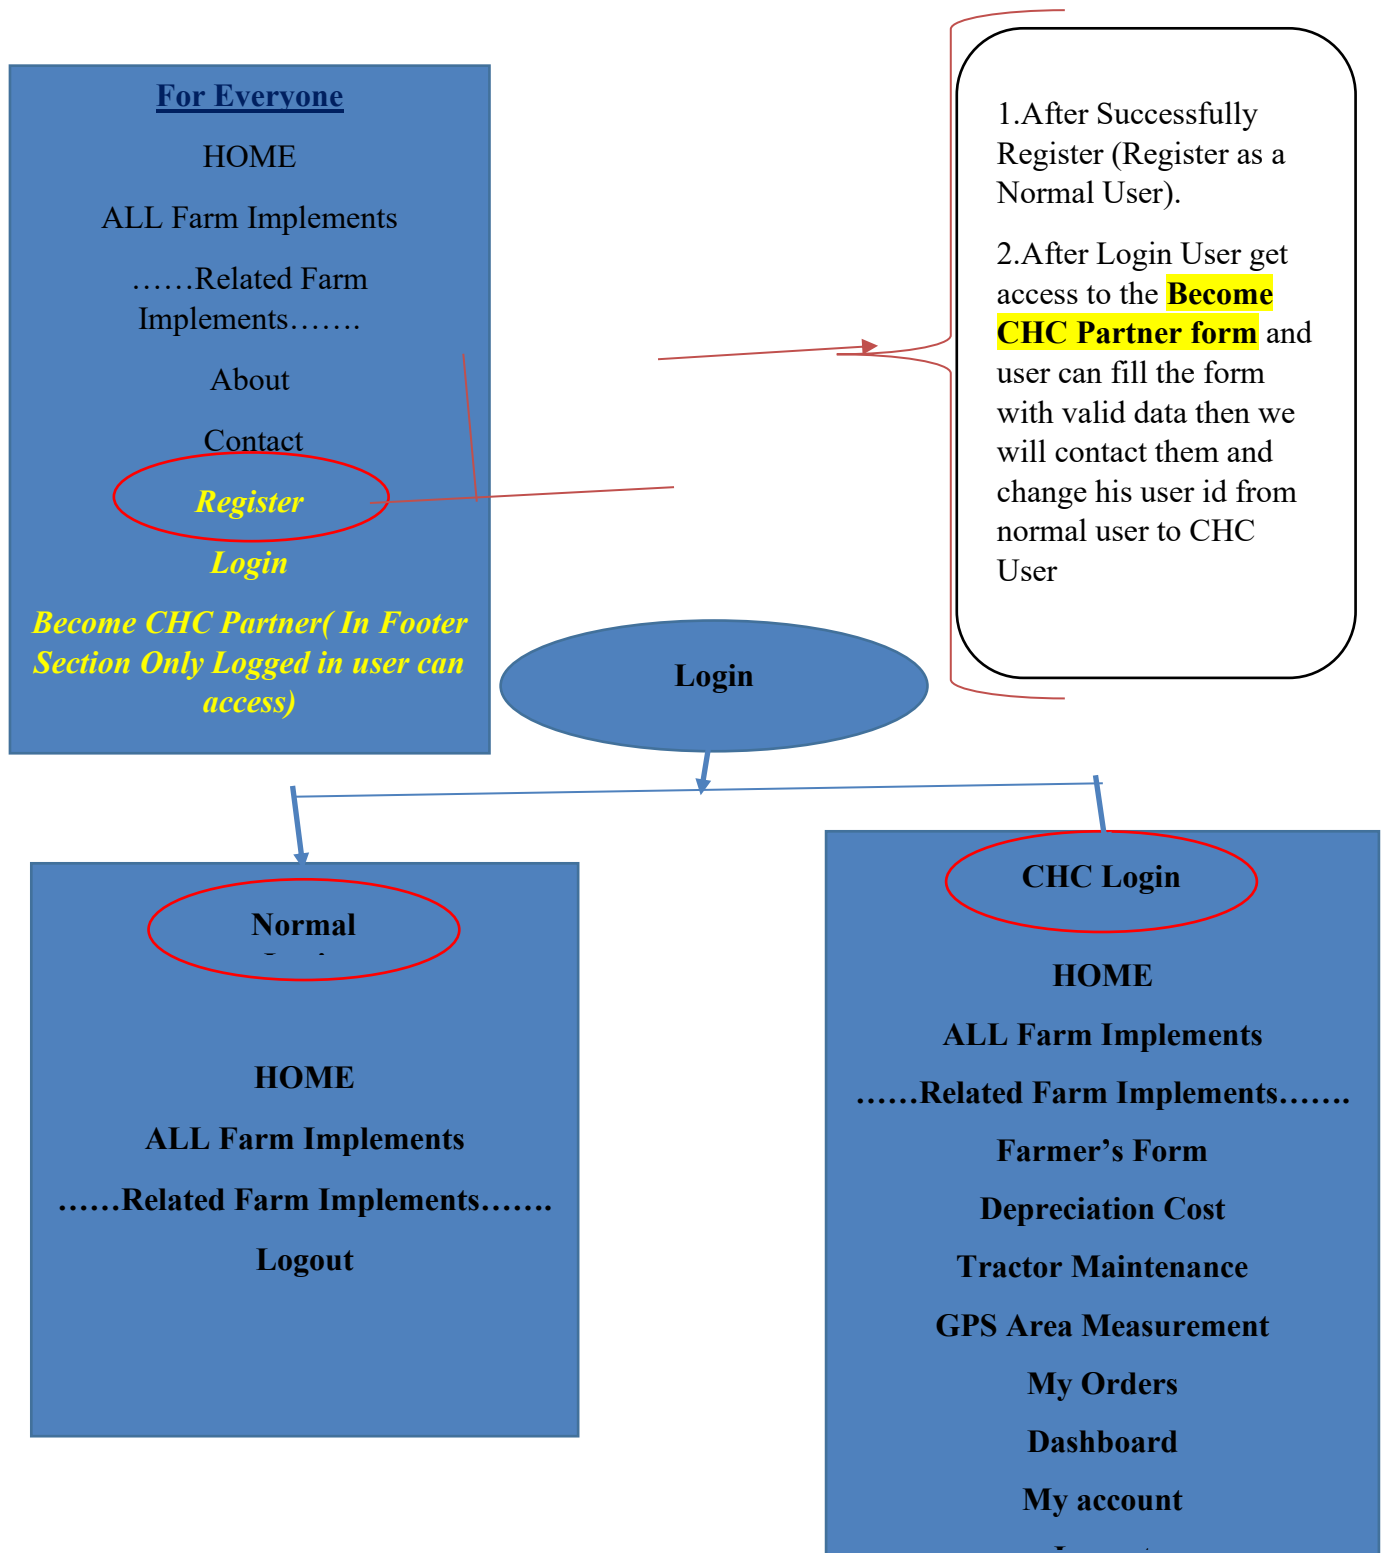 For Everyone
HOME
ALL Farm Implements
……Related Farm
Implements…….
About
Contact
Register
Login
Become CHC Partner( In Footer
Section Only Logged in user can
access)
1.After Successfully
Register (Register as a
Normal User).
2.After Login User get
access to the Become
CHC Partner form and
user can fill the form
with valid data then we
will contact them and
change his user id from
normal user to CHC
User
Login
Normal
HOME
ALL Farm Implements
……Related Farm Implements…….
Logout
CHC Login
HOME
ALL Farm Implements
……Related Farm Implements…….
Farmer’s Form
Depreciation Cost
Tractor Maintenance
GPS Area Measurement
My Orders
Dashboard
My account